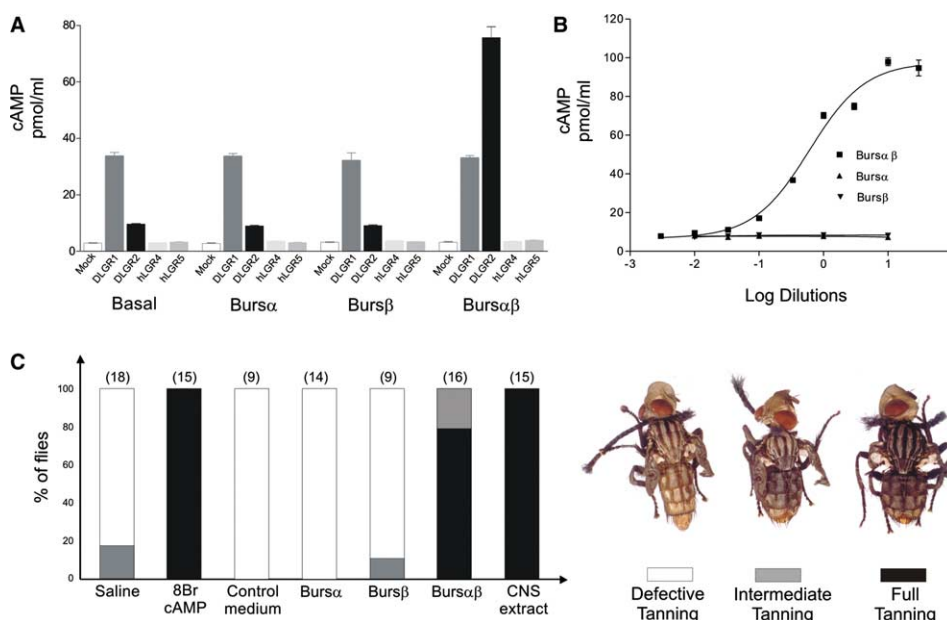 A
cAMP
pmol/ml
80
60
40
20
0
Mock
DLGR1
DLGR2
hLGR4
hLGR5
Mock
DLGR1
DLGR2
hLGR4
hLGR5
Mock
DLGR1
DLGR2
hLGR4
hLGR5
Mock
DLGR1
DLGR2
hLGR4
hLGR5
Basal
Bursα
Bursβ
Bursαβ
B
cAMP
pmol/ml
120
100
80
60
40
20
0
Bursα β
Bursα
Bursβ
-3 -2 -1 0 1
Log Dilutions
C
% of flies
100
80
60
40
20
0
(18) (15) (9) (14) (9) (16) (15)
Saline
8Br
cAMP
Control
medium
Bursα
Bursβ
Bursαβ
CNS
extract
Defective
Tanning
Intermediate
Tanning
Full
Tanning